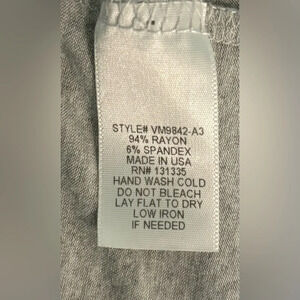 STYLE# VM9842-A3
94% RAYON
6% SPANDEX
MADE IN USA
RN# 131335
HAND WASH COLD
DO NOT BLEACH
LAY FLAT TO DRY
LOW IRON
IF NEEDED